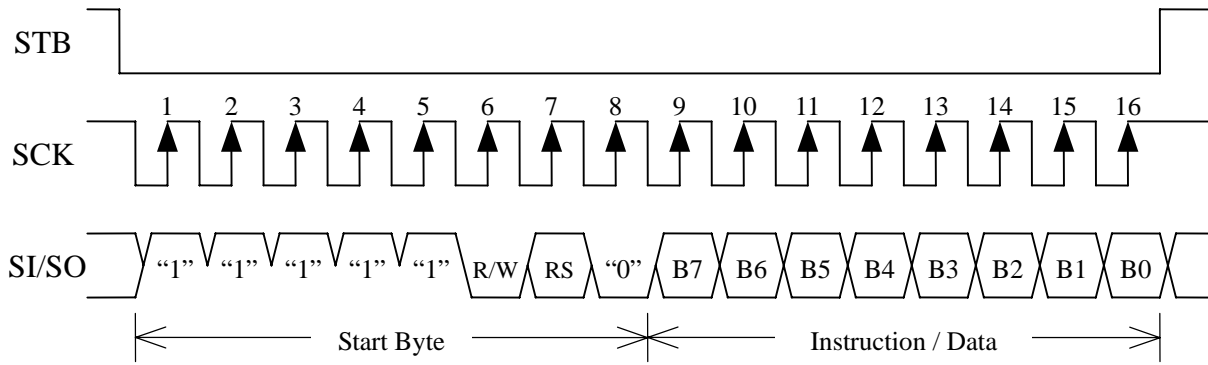 STB
1 2 3 4 5 6 7 8 9 10 11 12 13 14 15 16
SCK
SI/SO “1” “1” “1” “1” “1” R/W RS “0” B7 B6 B5 B4 B3 B2 B1 B0
Start Byte Instruction / Data